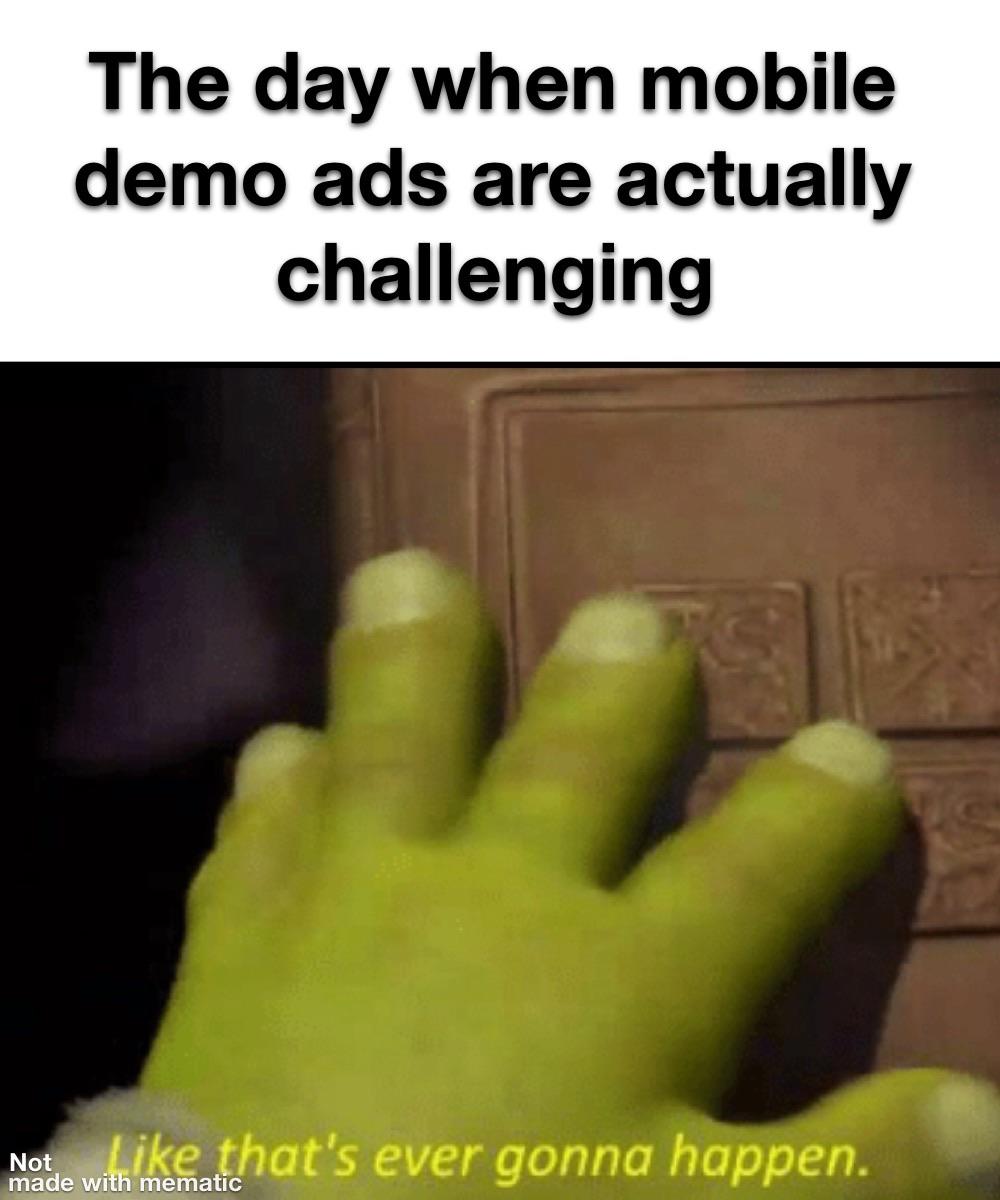 The day when mobile
demo ads are actually
challenging
Like that's ever gonna happen.
Not
made with mematic